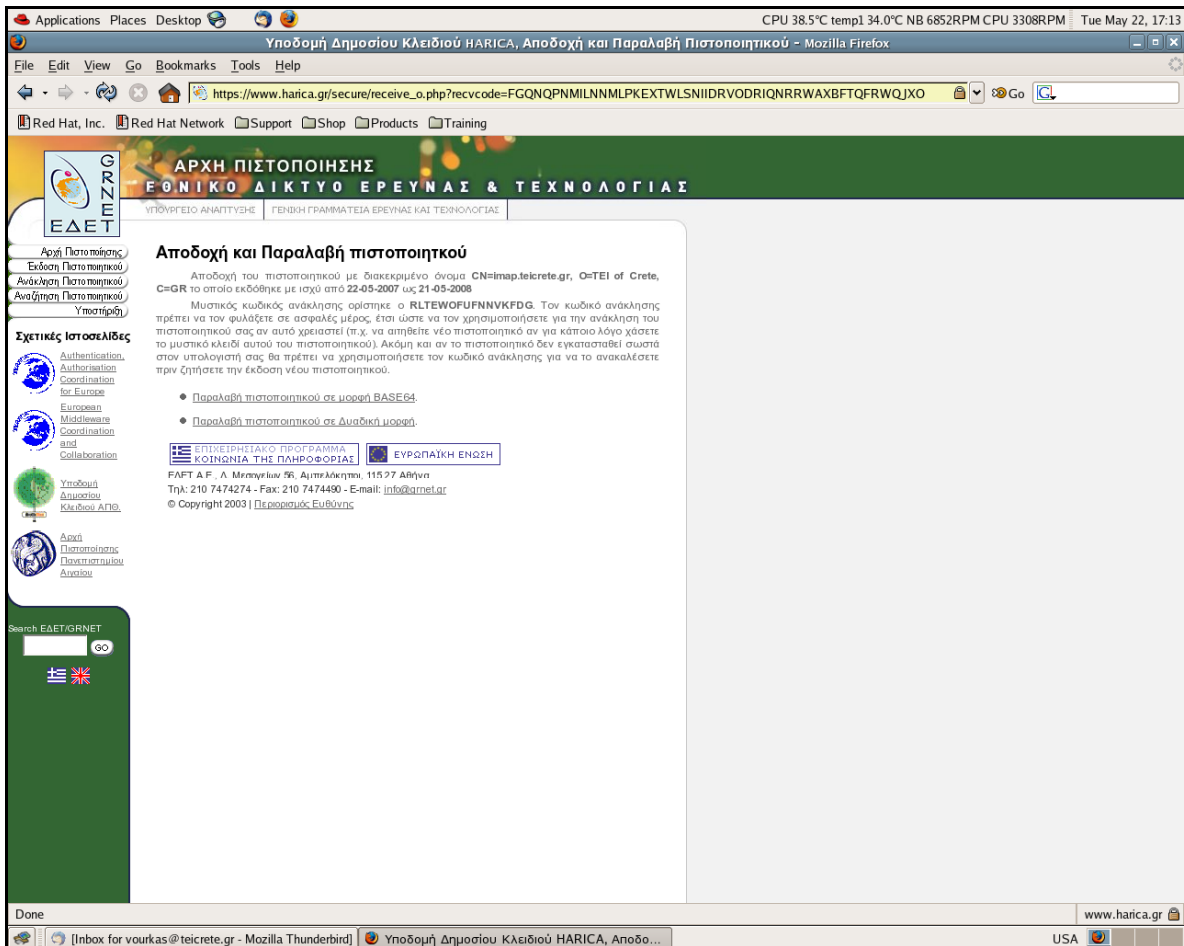 Applications Places Desktop CPU 38.5°C temp1 34.0°C NB 6852RPM CPU 3308RPM Tue May 22, 17:13
Υποδομή Δημοσίου Κλειδιού HARICA, Αποδοχή και Παραλαβή Πιστοποιητικού - Mozilla Firefox
File Edit View Go Bookmarks Tools Help
https://www.harica.gr/secure/receive_o.php?recvcode=FGQNQPNMILNNMLPKEXTWLSNIIDRVODRIQNRRWAXBFTQFRWQJXO Go
Red Hat, Inc. Red Hat Network Support Shop Products Training
GRNET
ΕΔΕΤ
ΑΡΧΗ ΠΙΣΤΟΠΟΙΗΣΗΣ
ΕΘΝΙΚΟ ΔΙΚΤΥΟ ΕΡΕΥΝΑΣ & ΤΕΧΝΟΛΟΓΙΑΣ
ΥΠΟΥΡΓΕΙΟ ΑΝΑΠΤΥΞΗΣ ΓΕΝΙΚΗ ΓΡΑΜΜΑΤΕΙΑ ΕΡΕΥΝΑΣ ΚΑΙ ΤΕΧΝΟΛΟΓΙΑΣ
Αρχή Πιστοποίησης
Έκδοση Πιστοποιητικού
Ανάκληση Πιστοποιητικού
Αναζήτηση Πιστοποιητικού
Υποστήριξη
Σχετικές Ιστοσελίδες
Authentication,
Authorisation
Coordination
for Europe
European
Middleware
Coordination
and
Collaboration
Υποδομή
Δημοσίου
Κλειδιού ΑΠΘ.
Αρχή
Πιστοποίησης
Πανεπιστημίου
Αιγαίου
Search ΕΔΕΤ/GRNET
GO
Αποδοχή και Παραλαβή πιστοποιητκού
Αποδοχή του πιστοποιητικού με διακεκριμένο όνομα CN=imap.teicrete.gr, O=TEI of Crete,
C=GR το οποίο εκδόθηκε με ισχύ από 22-05-2007 ως 21-05-2008
Μυστικός κωδικός ανάκλησης ορίστηκε ο RLTEWOFUFNNVKFDG. Τον κωδικό ανάκλησης
πρέπει να τον φυλάξετε σε ασφαλές μέρος, έτσι ώστε να τον χρησιμοποιήσετε για την ανάκληση του
πιστοποιητικού σας αν αυτό χρειαστεί (π.χ. να αιτηθείτε νέο πιστοποιητικό αν για κάποιο λόγο χάσετε
το μυστικό κλειδί αυτού του πιστοποιητικού). Ακόμη και αν το πιστοποιητικό δεν εγκατασταθεί σωστά
στον υπολογιστή σας θα πρέπει να χρησιμοποιήσετε τον κωδικό ανάκλησης για να το ανακαλέσετε
πριν ζητήσετε την έκδοση νέου πιστοποιητικού.
Παραλαβή πιστοποιητικού σε μορφή BASE64.
Παραλαβή πιστοποιητικού σε Δυαδική μορφή.
ΕΠΙΧΕΙΡΗΣΙΑΚΟ ΠΡΟΓΡΑΜΜΑ
ΚΟΙΝΩΝΙΑ ΤΗΣ ΠΛΗΡΟΦΟΡΙΑΣ
ΕΥΡΩΠΑΪΚΗ ΕΝΩΣΗ
ΕΔΕΤ Α.Ε., Λ. Μεσογείων 56, Αμπελόκηποι, 115 27 Αθήνα
Τηλ: 210 7474274 - Fax: 210 7474490 - E-mail: info@grnet.gr
© Copyright 2003 | Περιορισμός Ευθύνης
Done www.harica.gr
[Inbox for vourkas@teicrete.gr - Mozilla Thunderbird] Υποδομή Δημοσίου Κλειδιού HARICA, Αποδο... USA